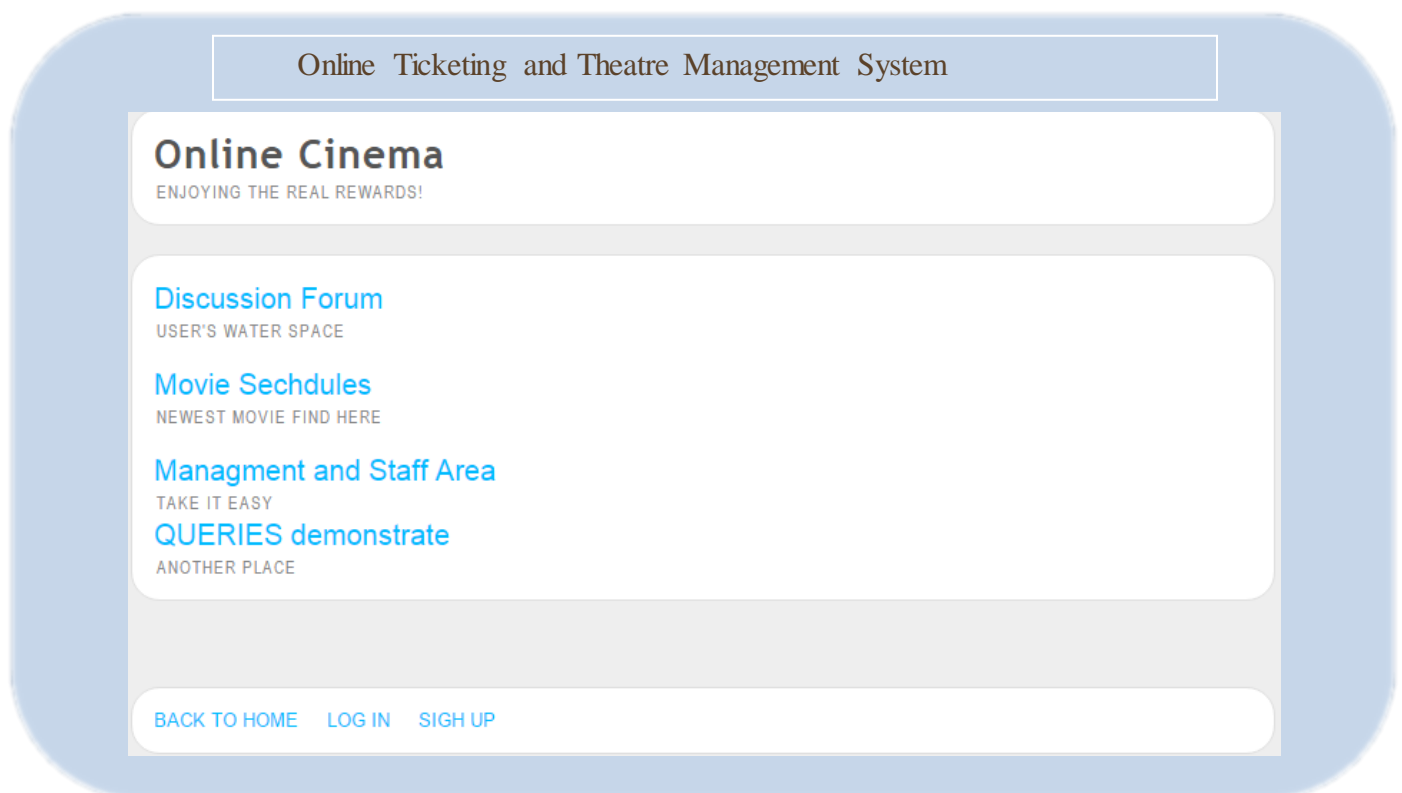 Online Ticketing and Theatre Management System
Online Cinema
ENJOYING THE REAL REWARDS!
Discussion Forum
USER'S WATER SPACE
Movie Sechdules
NEWEST MOVIE FIND HERE
Managment and Staff Area
TAKE IT EASY
QUERIES demonstrate
ANOTHER PLACE
BACK TO HOME LOG IN SIGH UP